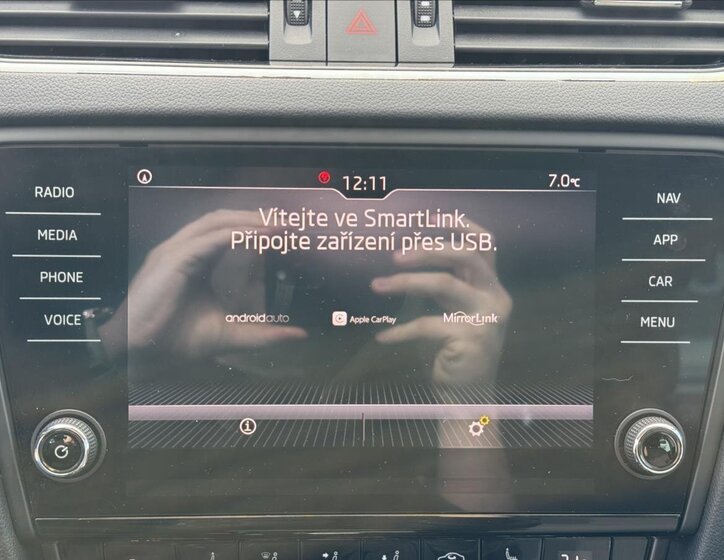 12:11
7.0°C
RADIO
MEDIA
PHONE
VOICE
Vítejte ve SmartLink.
Připojte zařízení přes USB.
androidauto
Apple CarPlay
MirrorLink
NAV
APP
CAR
MENU